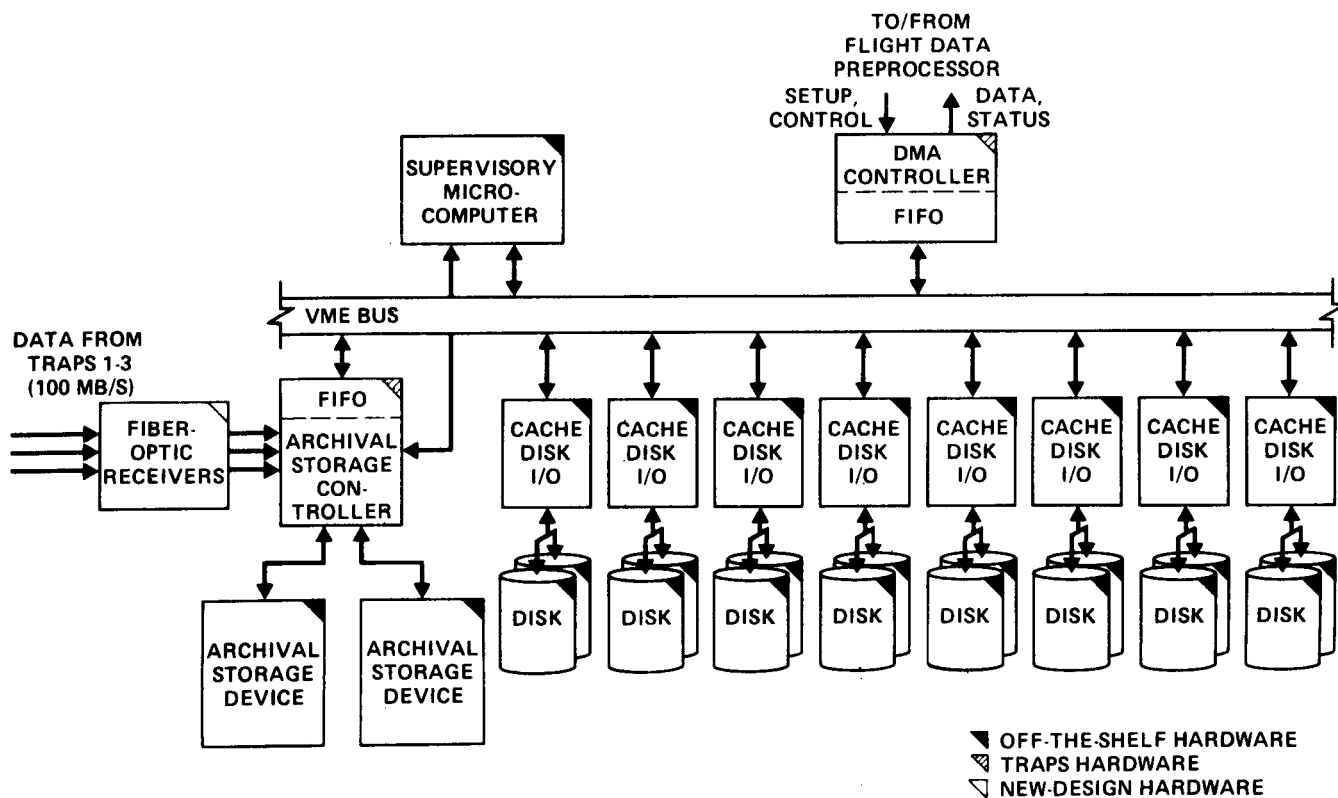 TO/FROM
FLIGHT DATA
PREPROCESSOR
SETUP,
CONTROL
DATA,
STATUS
SUPERVISORY
MICRO-
COMPUTER
DMA
CONTROLLER
FIFO
VME BUS
DATA FROM
TRAPS 1-3
(100 MB/S)
FIBER-
OPTIC
RECEIVERS
FIFO
ARCHIVAL
STORAGE
CON-
TROLLER
CACHE
DISK
I/O
CACHE
DISK
I/O
CACHE
DISK
I/O
CACHE
DISK
I/O
CACHE
DISK
I/O
CACHE
DISK
I/O
CACHE
DISK
I/O
CACHE
DISK
I/O
DISK
DISK
DISK
DISK
DISK
DISK
DISK
DISK
ARCHIVAL
STORAGE
DEVICE
ARCHIVAL
STORAGE
DEVICE
OFF-THE-SHELF HARDWARE
TRAPS HARDWARE
NEW-DESIGN HARDWARE